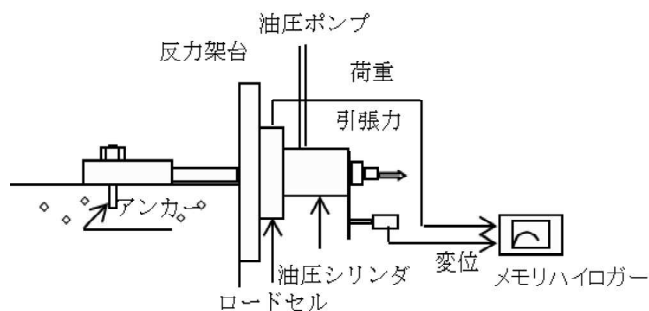 油圧ポンプ
反力架台
荷重
引張力
アンカー
油圧シリンダ
変位
メモリハイロガー
ロードセル